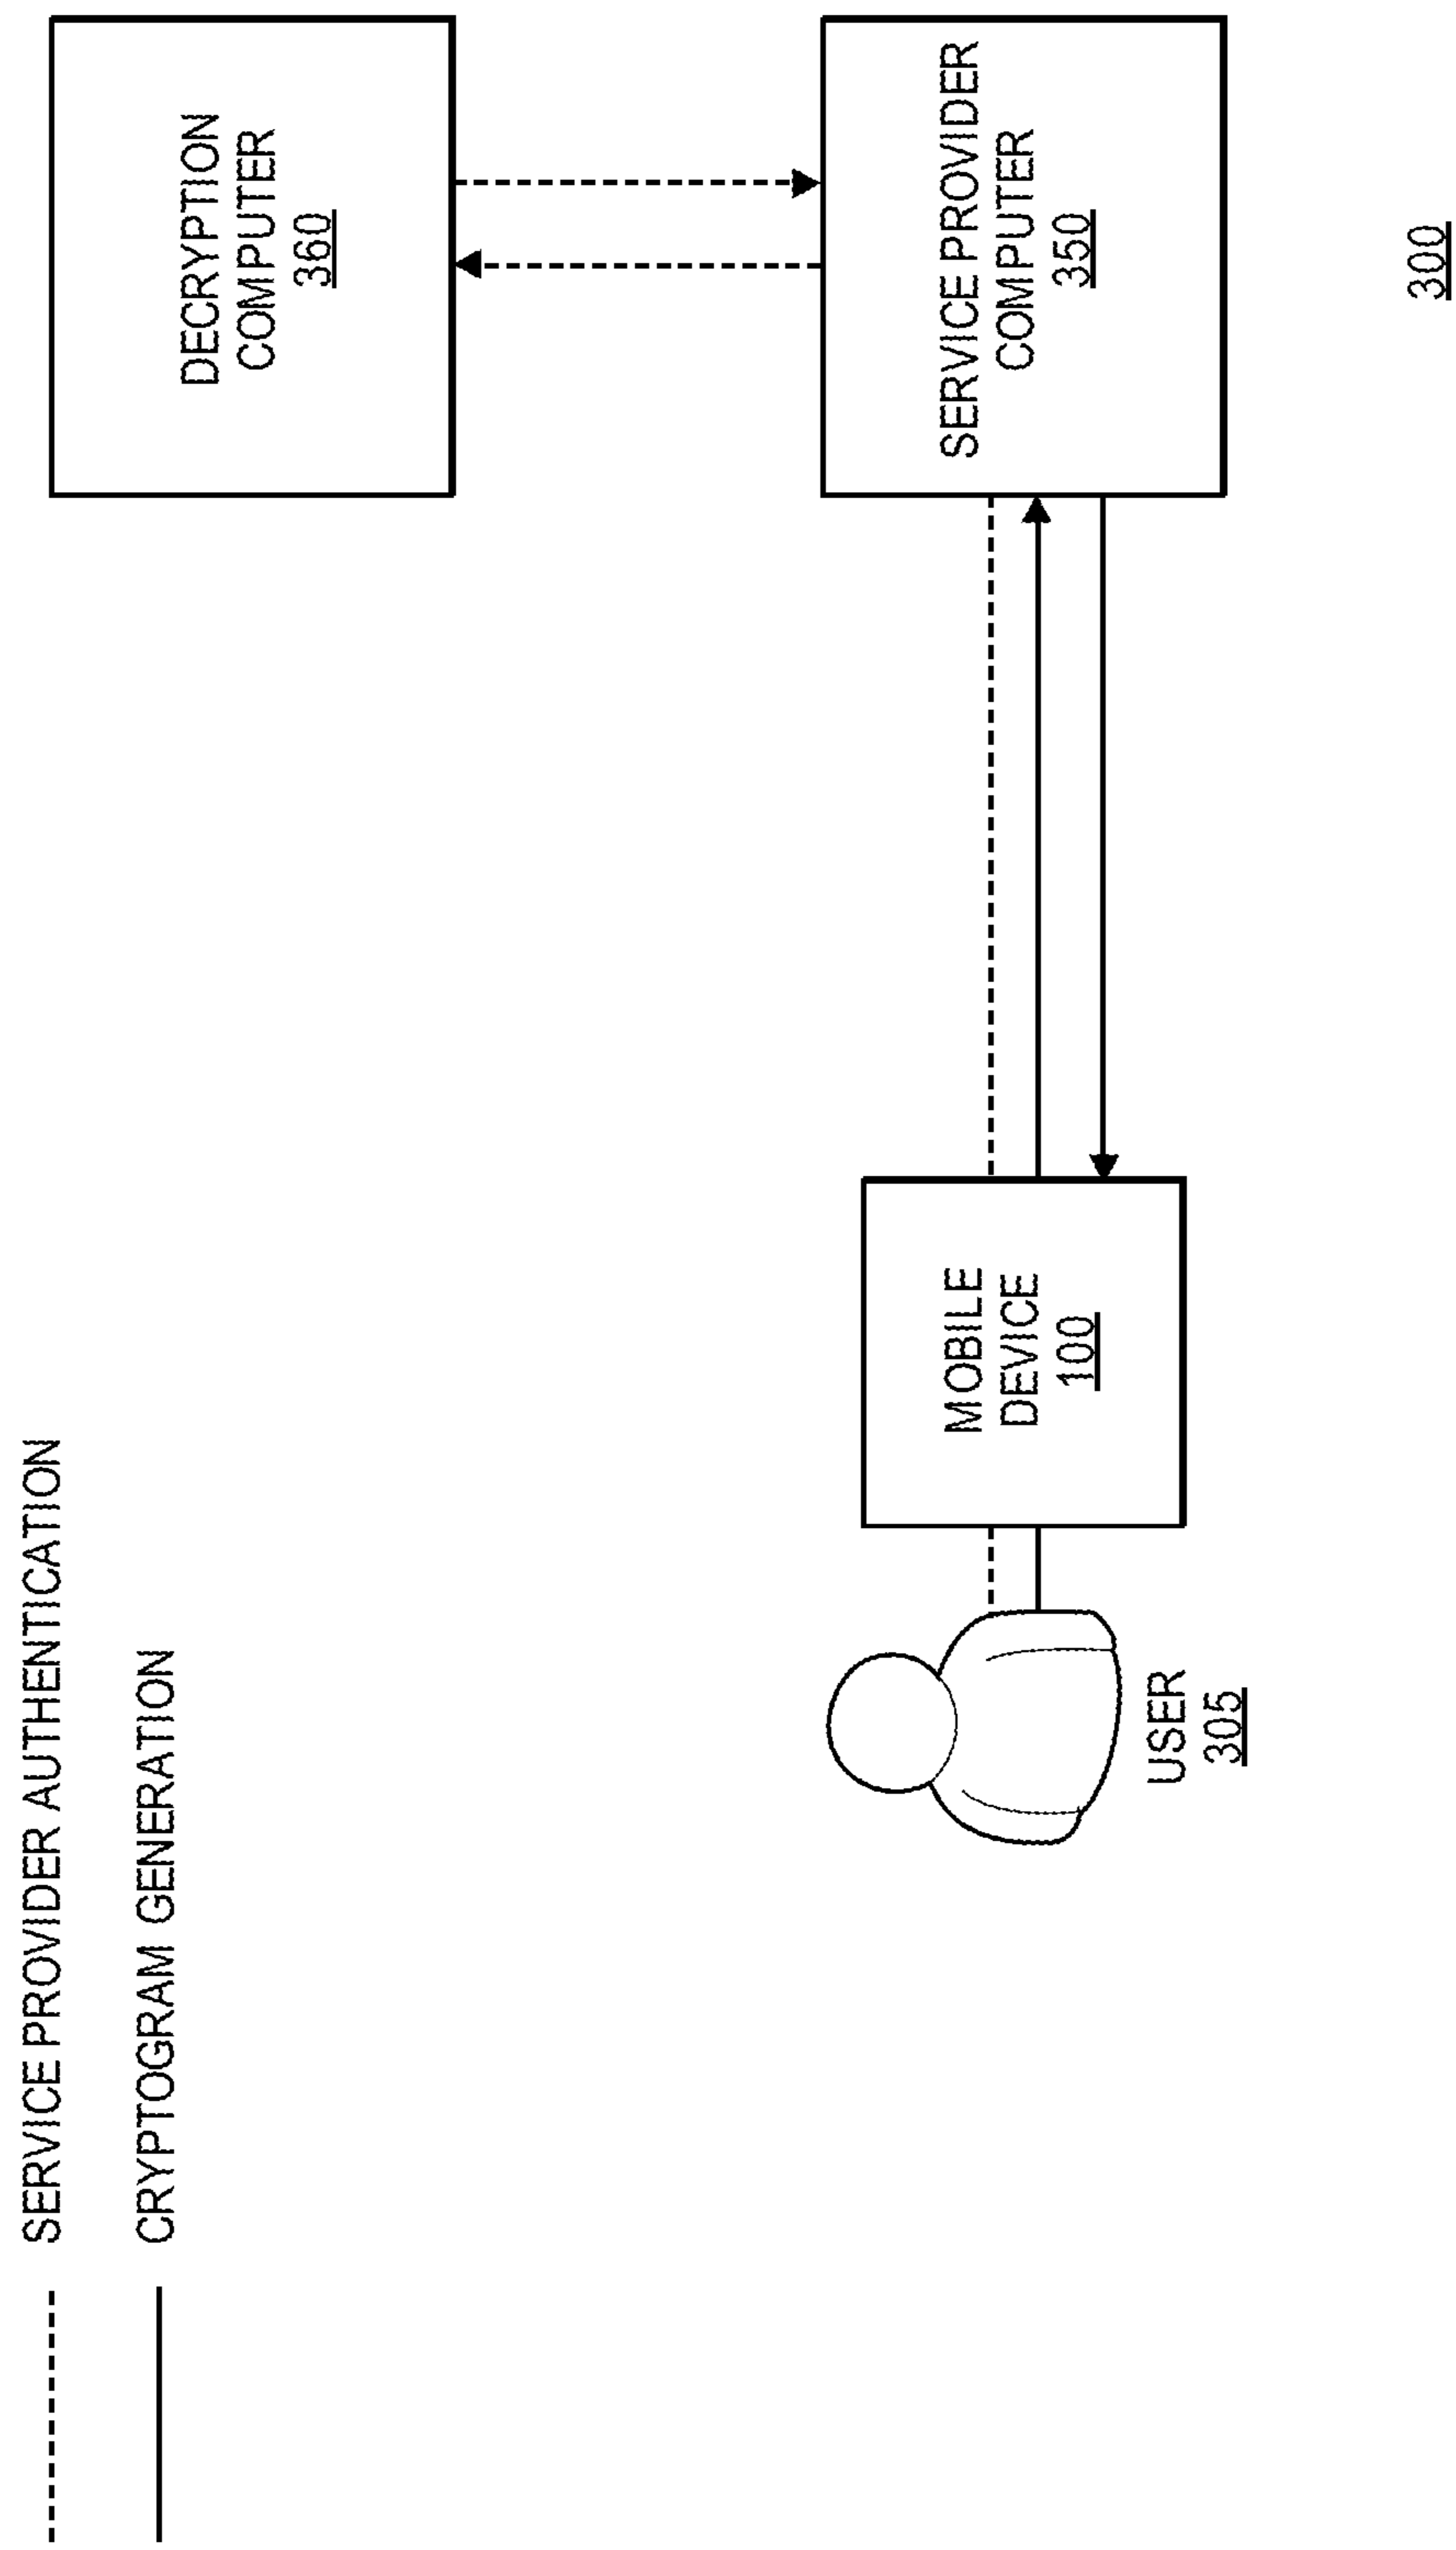 SERVICE PROVIDER AUTHENTICATION
CRYPTOGRAM GENERATION
DECRYPTION
COMPUTER
360
USER
305
MOBILE
DEVICE
100
SERVICE PROVIDER
COMPUTER
350
300